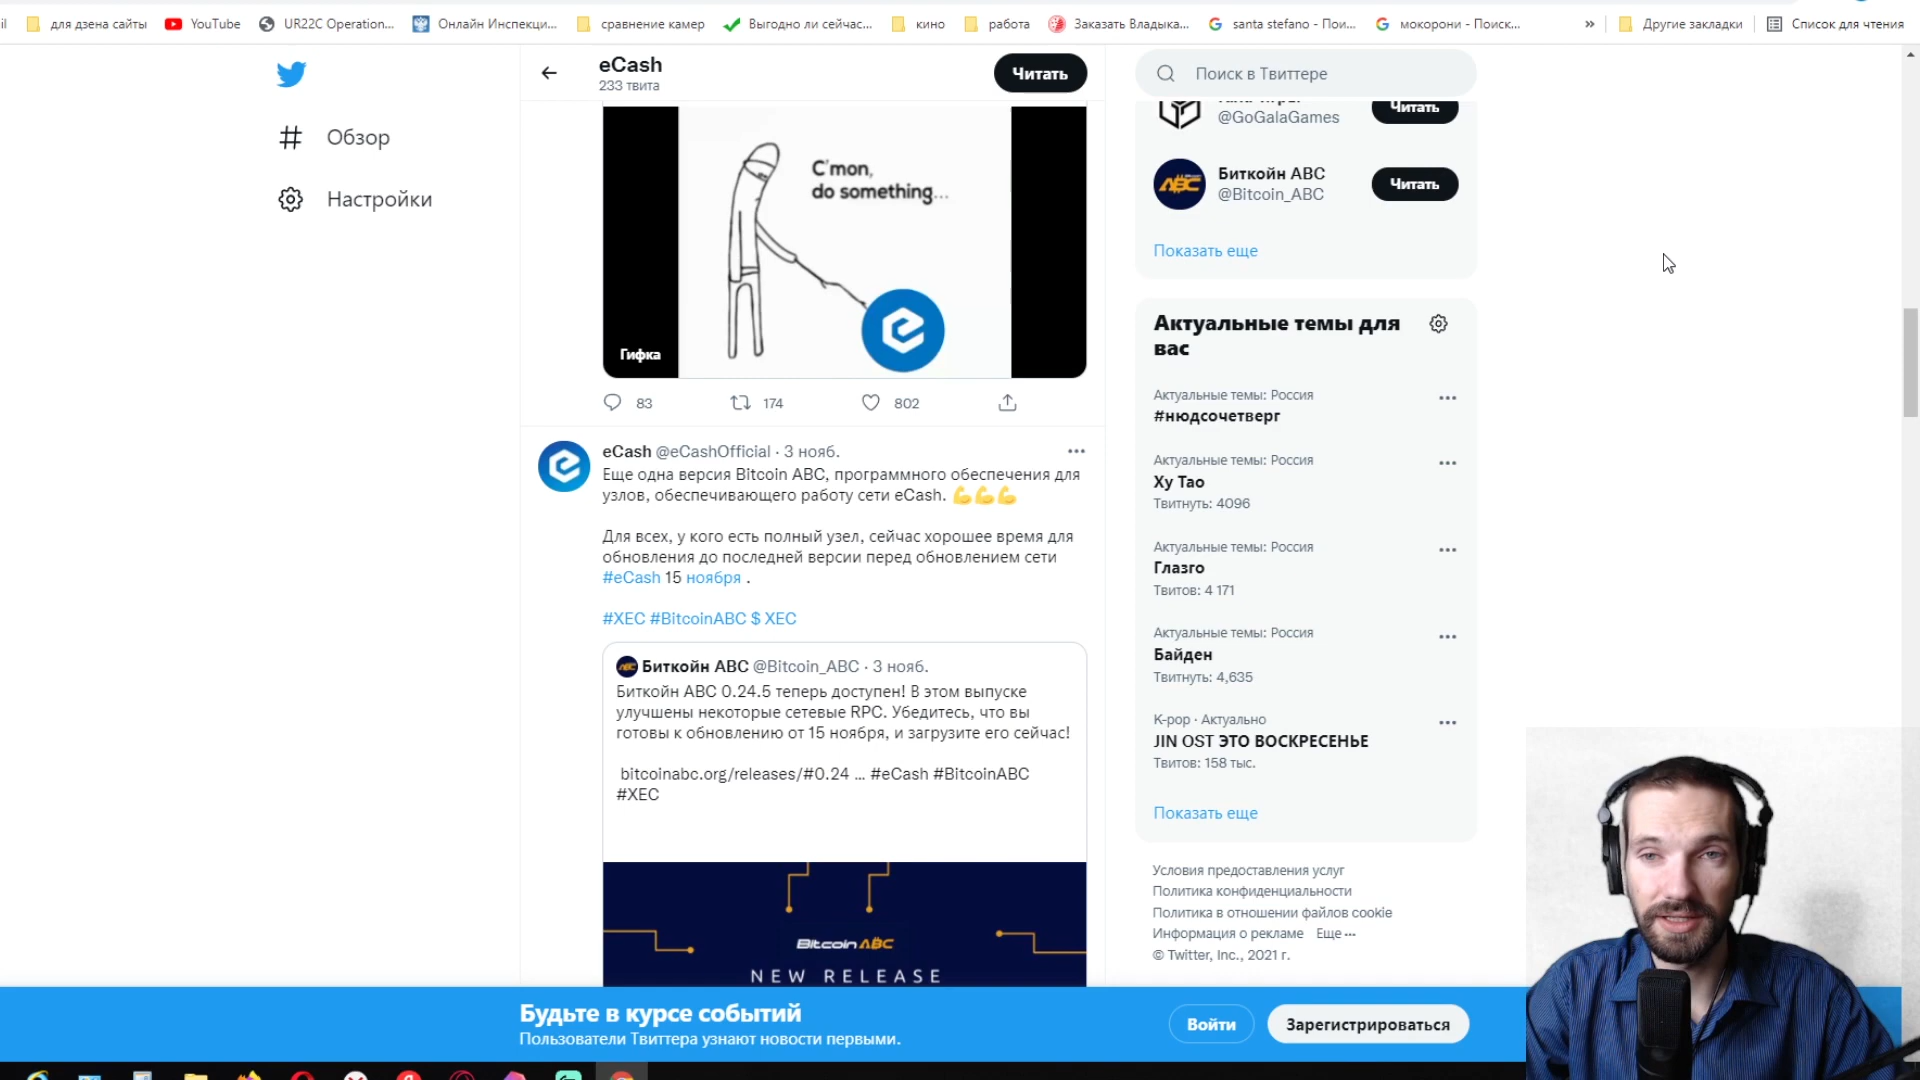 для дзена сайты
YouTube
UR22C Operation...
Онлайн Инспекци...
сравнение камер
Выгодно ли сейчас...
кино
работа
Заказать Владыка...
santa stefano - Пои...
мокорони - Поиск...
»
Другие закладки
Список для чтения
Обзор
Настройки
eCash
233 твита
Читать
C'mon,
do something...
Гифка
83
174
802
eCash @eCashOfficial · 3 нояб.
Еще одна версия Bitcoin ABC, программного обеспечения для
узлов, обеспечивающего работу сети eCash. 💪💪💪
Для всех, у кого есть полный узел, сейчас хорошее время для
обновления до последней версии перед обновлением сети
#eCash 15 ноября .
#XEC #BitcoinABC $ XEC
Биткойн ABC @Bitcoin_ABC · 3 нояб.
Биткойн ABC 0.24.5 теперь доступен! В этом выпуске
улучшены некоторые сетевые RPC. Убедитесь, что вы
готовы к обновлению от 15 ноября, и загрузите его сейчас!
bitcoinabc.org/releases/#0.24 ... #eCash #BitcoinABC
#XEC
Bitcoin ABC
NEW RELEASE
Поиск в Твиттере
@GoGalaGames
Читать
ABC
Биткойн ABC
@Bitcoin_ABC
Читать
Показать еще
Актуальные темы для
вас
Актуальные темы: Россия
#нюдсочетверг
Актуальные темы: Россия
Ху Тао
Твитнуть: 4096
Актуальные темы: Россия
Глазго
Твитов: 4 171
Актуальные темы: Россия
Байден
Твитнуть: 4,635
K-pop · Актуально
JIN OST ЭТО ВОСКРЕСЕНЬЕ
Твитов: 158 тыс.
Показать еще
Условия предоставления услуг
Политика конфиденциальности
Политика в отношении файлов cookie
Информация о рекламе Еще ···
© Twitter, Inc., 2021 г.
Будьте в курсе событий
Пользователи Твиттера узнают новости первыми.
Войти
Зарегистрироваться